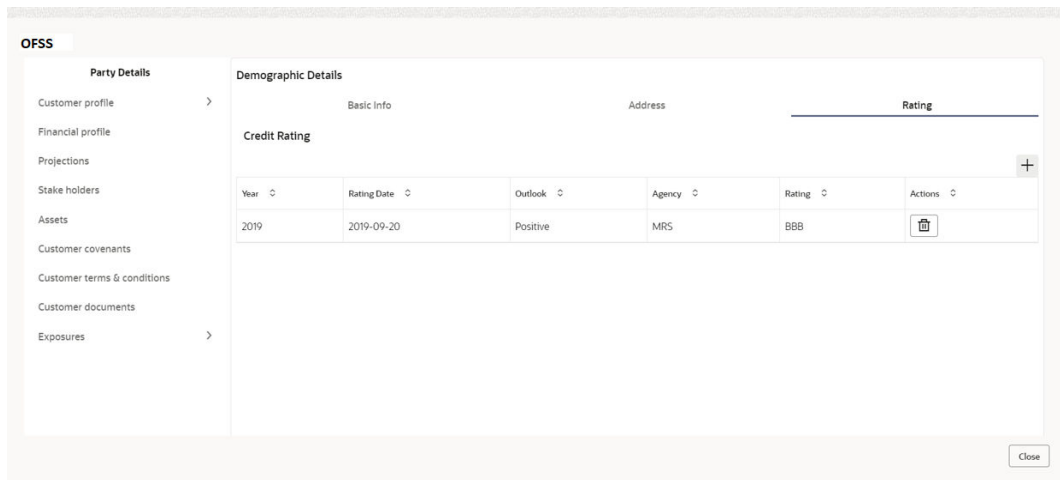 OFSS
Party Details
Customer profile
Financial profile
Projections
Stake holders
Assets
Customer covenants
Customer terms & conditions
Customer documents
Exposures
Demographic Details
Basic Info Address Rating
Credit Rating
Year Rating Date Outlook Agency Rating Actions
2019 2019-09-20 Positive MRS BBB
Close